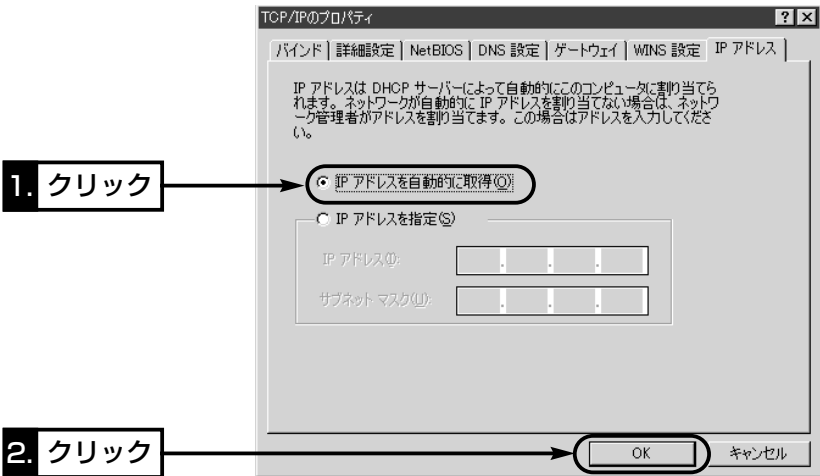 TCP/IPのプロパティ
バインド 詳細設定 NetBIOS DNS 設定 ゲートウェイ WINS 設定 IP アドレス
IP アドレスは DHCP サーバーによって自動的にこのコンピュータに割り当てら
れます。ネットワークが自動的に IP アドレスを割り当てない場合は、ネットワ
ーク管理者がアドレスを割り当てます。この場合はアドレスを入力してくださ
い。
1. クリック
IP アドレスを自動的に取得(O)
IP アドレスを指定(S)
IP アドレス(I):
サブネット マスク(U):
2. クリック
OK キャンセル